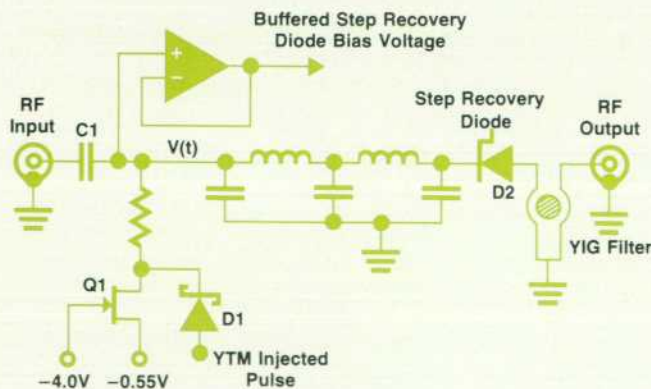 Buffered Step Recovery
Diode Bias Voltage
+
−
RF
Input
C1
V(t)
Step Recovery
Diode
RF
Output
D2
YIG Filter
Q1
D1
−4.0V
−0.55V
YTM Injected
Pulse